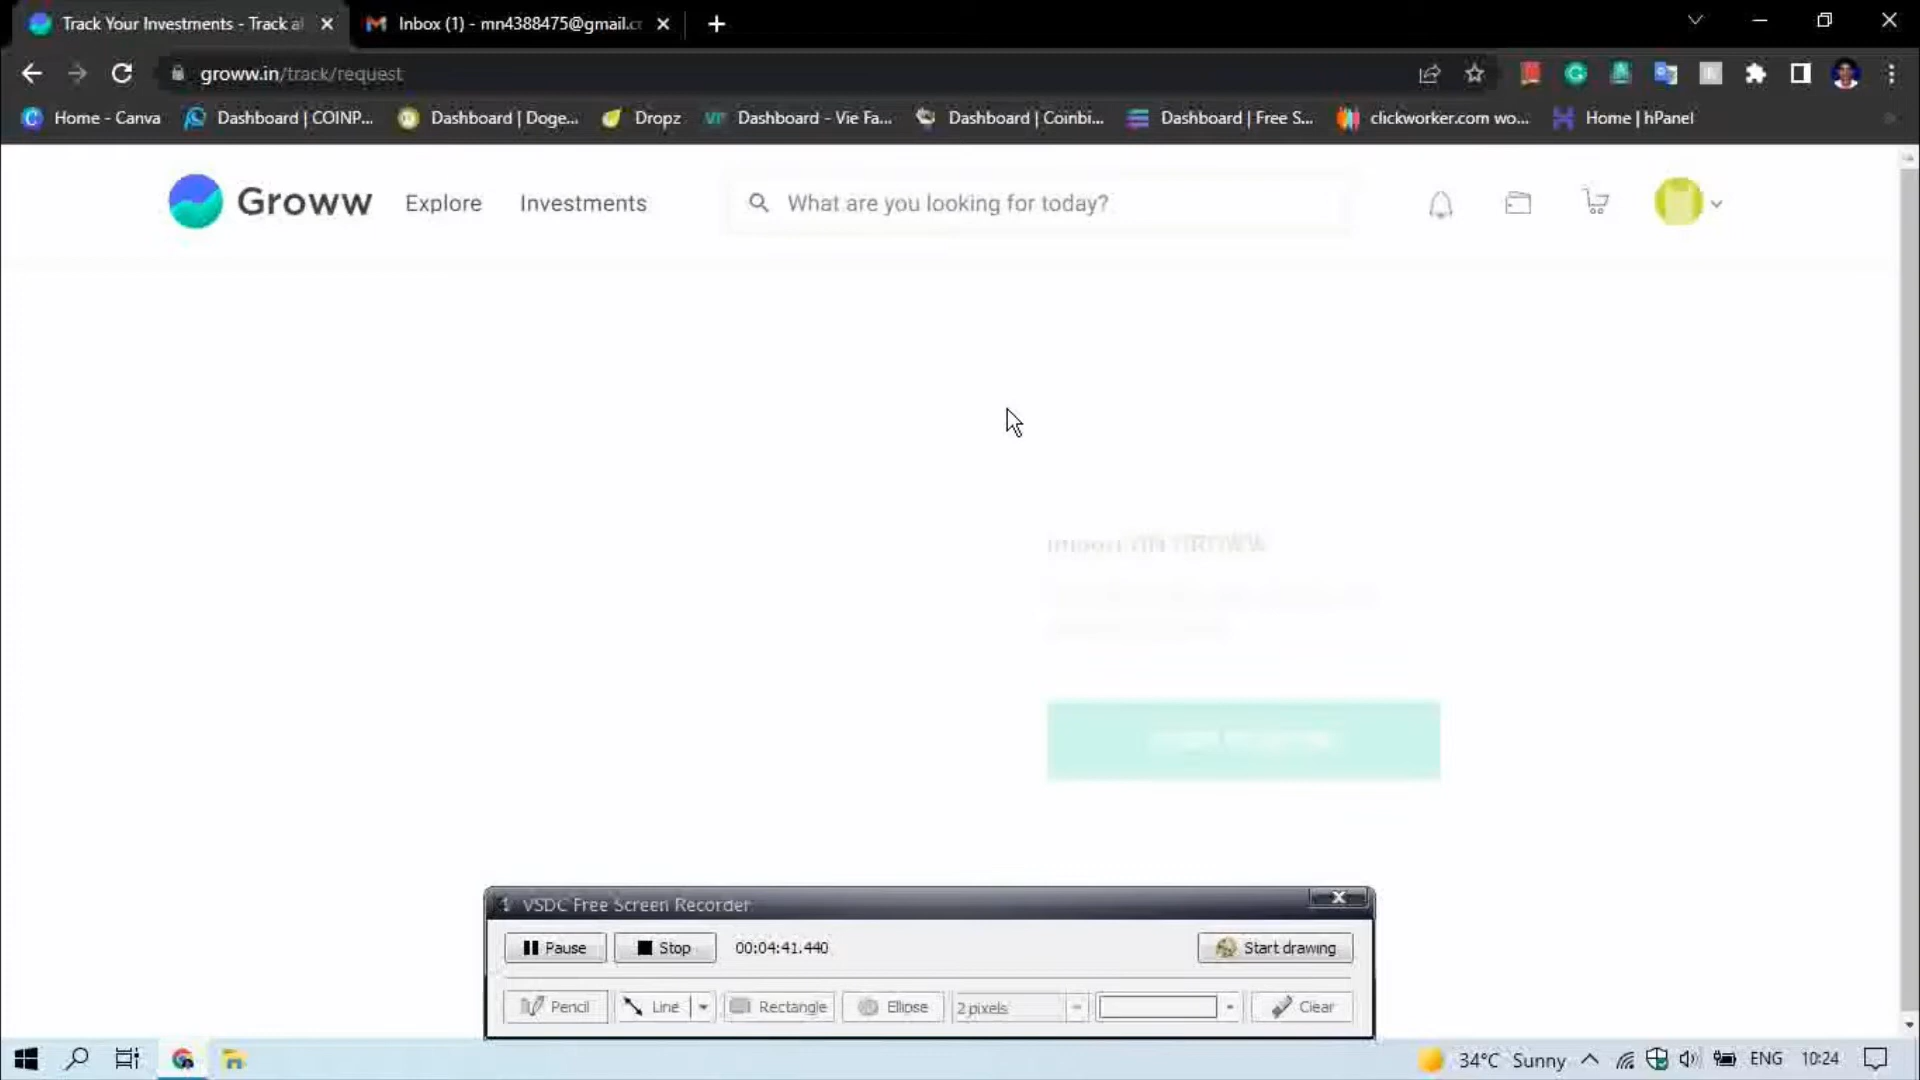 Track Your Investments - Track a
Inbox (1) - mn4388475@gmail.c
groww.in/track/request
Home - Canva
Dashboard | COINP...
Dashboard | Doge...
Dropz
Dashboard - Vie Fa...
Dashboard | Coinbi...
Dashboard | Free S...
clickworker.com wo...
Home | hPanel
Groww
Explore
Investments
What are you looking for today?
ON GROWW
VSDC Free Screen Recorder
Pause
Stop
00:04:41.440
Start drawing
Pencil
Line
Rectangle
Ellipse
2 pixels
Clear
34°C Sunny
ENG
10:24